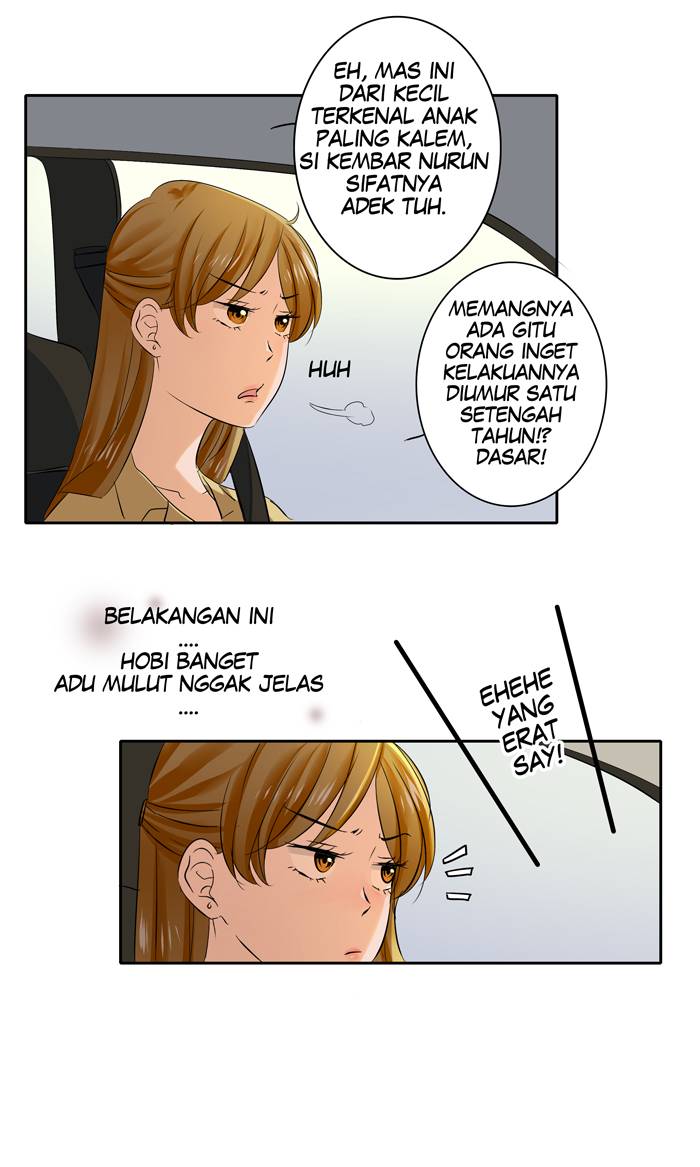 EH, MAS INI
DARI KECIL
TERKENAL ANAK
PALING KALEM,
SI KEMBAR NURUN
SIFATNYA
ADEK TUH.
MEMANGNYA
ADA GITU
ORANG INGET
KELAKUANNYA
DIUMUR SATU
SETENGAH
TAHUN!?
DASAR!
HUH
BELAKANGAN INI
....
HOBI BANGET
ADU MULUT NGGAK JELAS
....
EHEHE
YANG
ERAT
SAY!